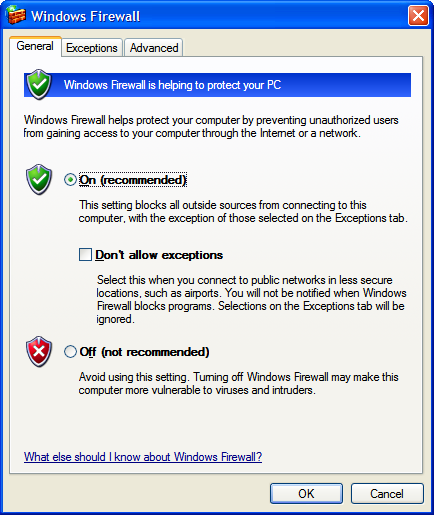 Windows Firewall
General
Exceptions
Advanced
Windows Firewall is helping to protect your PC
Windows Firewall helps protect your computer by preventing unauthorized users
from gaining access to your computer through the Internet or a network.
On (recommended)
This setting blocks all outside sources from connecting to this
computer, with the exception of those selected on the Exceptions tab.
Don't allow exceptions
Select this when you connect to public networks in less secure
locations, such as airports. You will not be notified when Windows
Firewall blocks programs. Selections on the Exceptions tab will be
ignored.
Off (not recommended)
Avoid using this setting. Turning off Windows Firewall may make this
computer more vulnerable to viruses and intruders.
What else should I know about Windows Firewall?
OK
Cancel